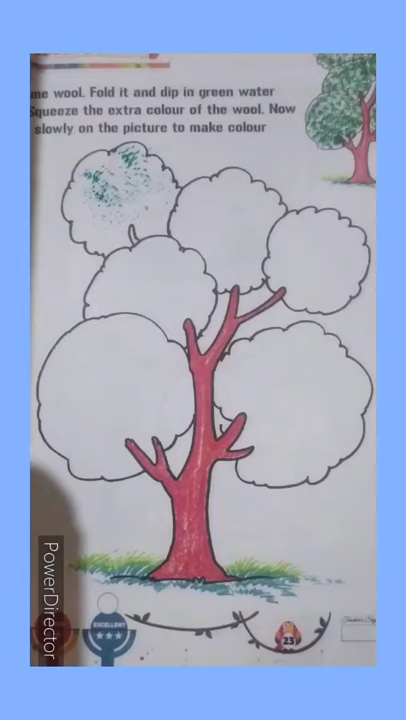 me wool. Fold it and dip in green water
Squeeze the extra colour of the wool. Now
slowly on the picture to make colour
PowerDirector
EXCELLENT
23